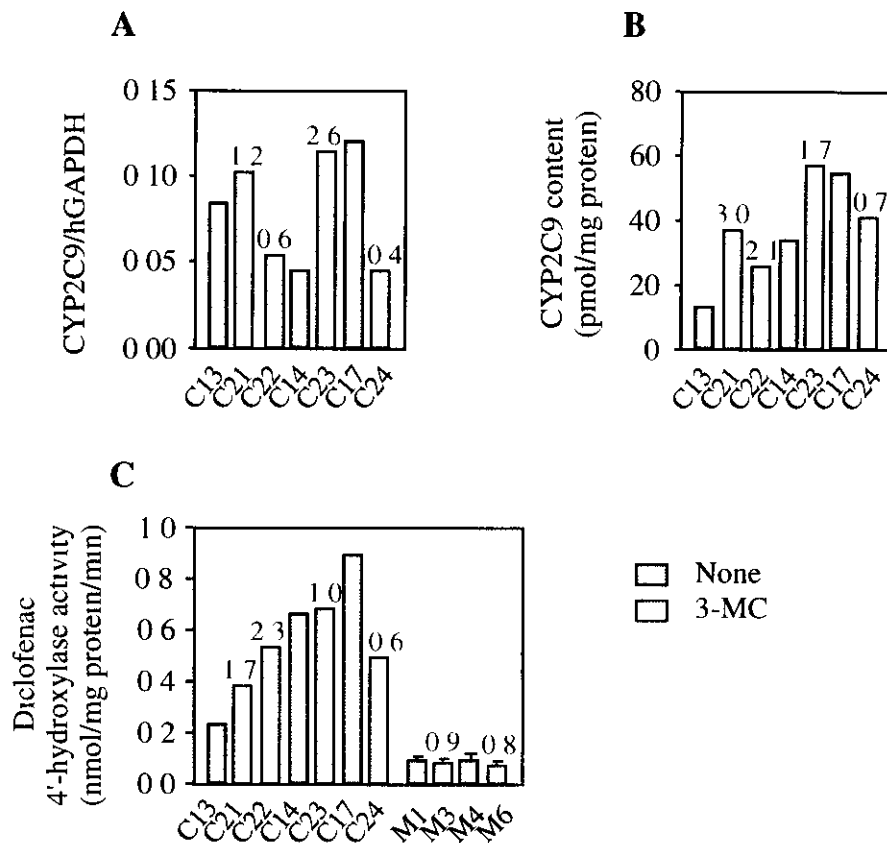 A
CYP2C9/hGAPDH
0 15
0 10
0 05
0 00
1 2
0 6
2 6
0 4
C13
C21
C22
C14
C23
C17
C24
B
CYP2C9 content
(pmol/mg protein)
80
60
40
20
0
3 0
2 1
1 7
0 7
C13
C21
C22
C14
C23
C17
C24
C
Diclofenac
4'-hydroxylase activity
(nmol/mg protein/min)
1 0
0 8
0 6
0 4
0 2
0 0
1 7
2 3
1 0
0 6
0 9
0 8
C13
C21
C22
C14
C23
C17
C24
M1
M3
M4
M6
None
3-MC